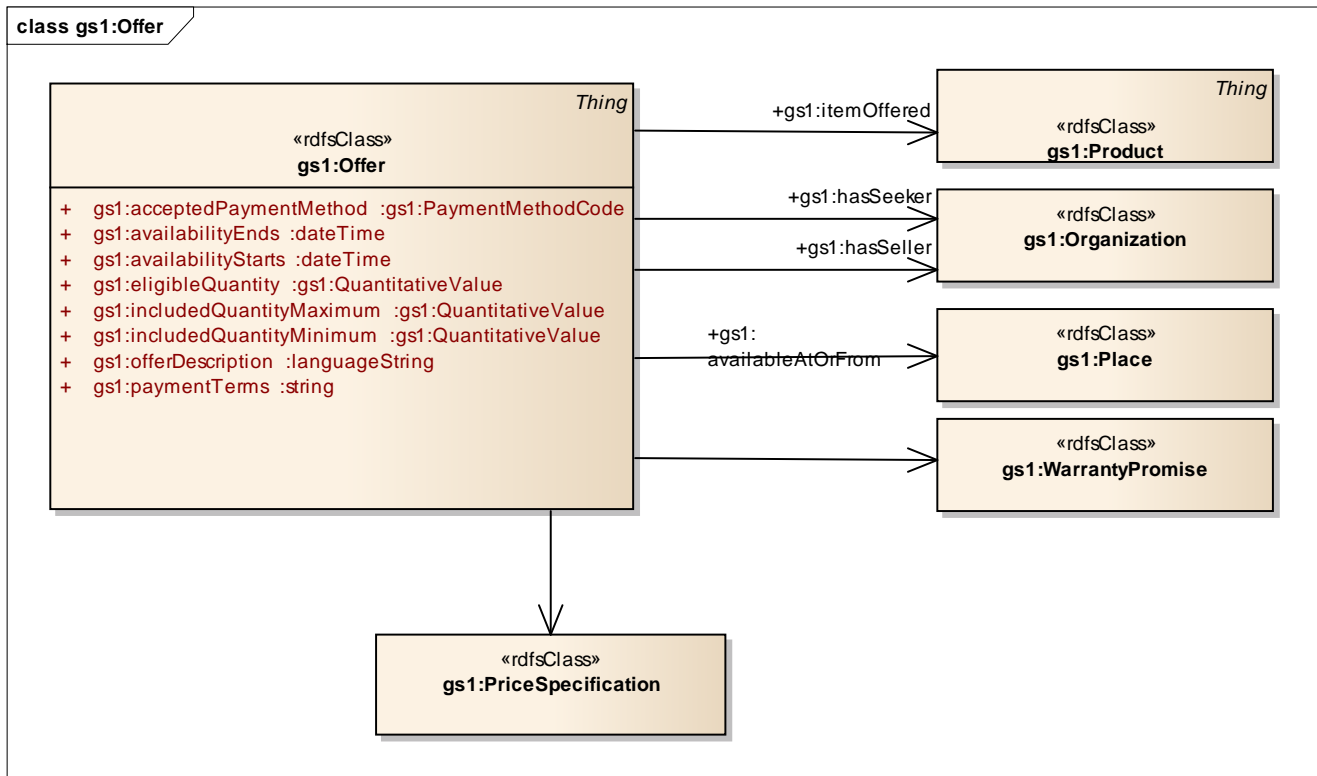 class gs1:Offer
Thing
«rdfsClass»
gs1:Offer
+ gs1:acceptedPaymentMethod :gs1:PaymentMethodCode
+ gs1:availabilityEnds :dateTime
+ gs1:availabilityStarts :dateTime
+ gs1:eligibleQuantity :gs1:QuantitativeValue
+ gs1:includedQuantityMaximum :gs1:QuantitativeValue
+ gs1:includedQuantityMinimum :gs1:QuantitativeValue
+ gs1:offerDescription :languageString
+ gs1:paymentTerms :string
+gs1:itemOffered
Thing
«rdfsClass»
gs1:Product
+gs1:hasSeeker
+gs1:hasSeller
«rdfsClass»
gs1:Organization
+gs1:
availableAtOrFrom
«rdfsClass»
gs1:Place
«rdfsClass»
gs1:WarrantyPromise
«rdfsClass»
gs1:PriceSpecification